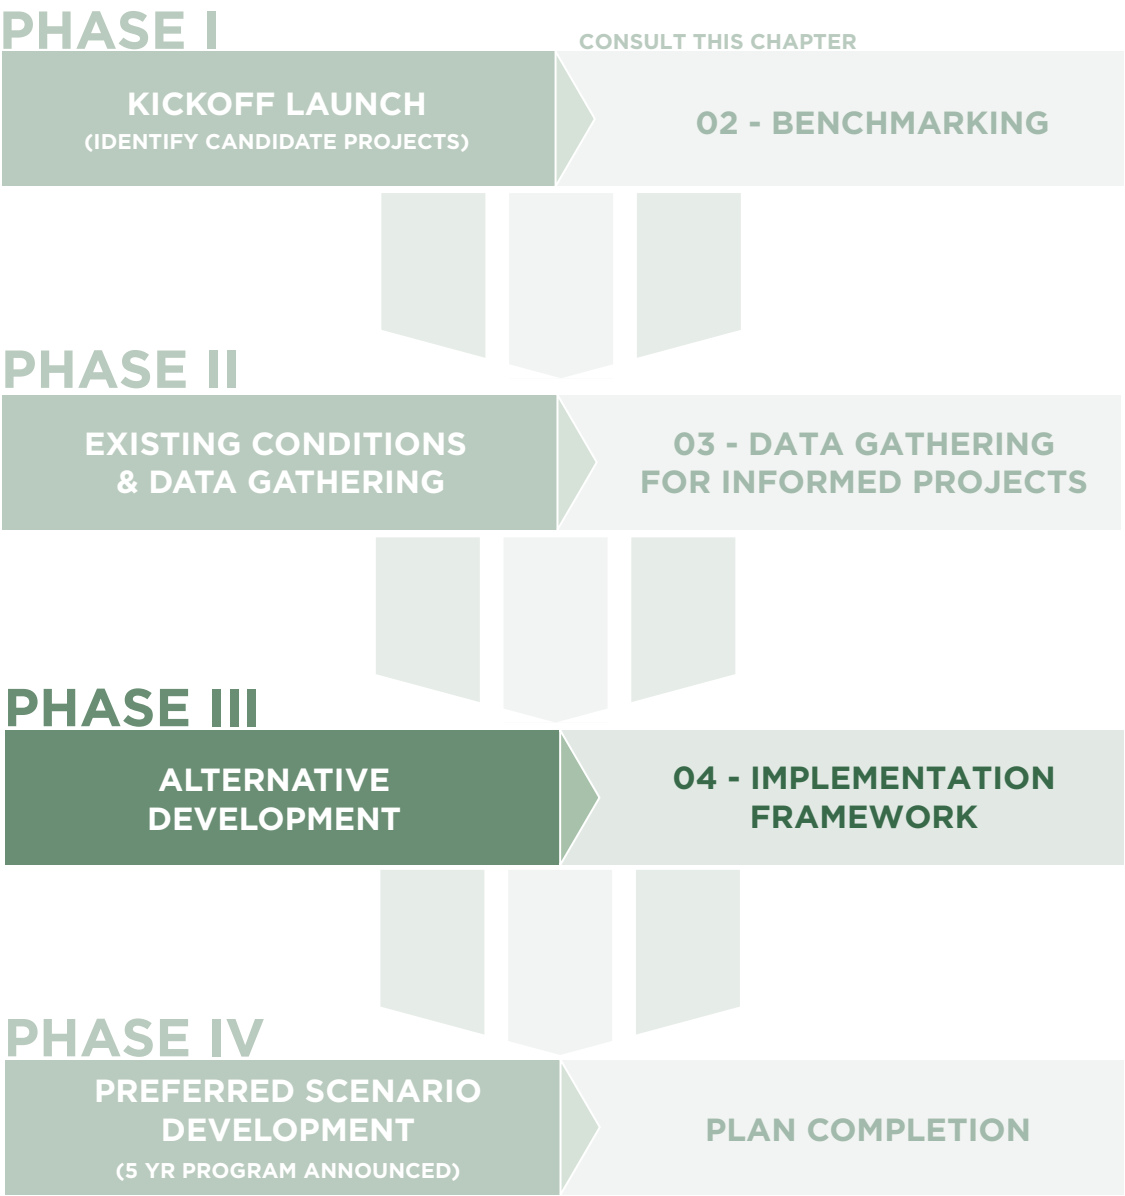 PHASE I
CONSULT THIS CHAPTER
KICKOFF LAUNCH
(IDENTIFY CANDIDATE PROJECTS)
02 - BENCHMARKING
PHASE II
EXISTING CONDITIONS
& DATA GATHERING
03 - DATA GATHERING
FOR INFORMED PROJECTS
PHASE III
ALTERNATIVE
DEVELOPMENT
04 - IMPLEMENTATION
FRAMEWORK
PHASE IV
PREFERRED SCENARIO
DEVELOPMENT
(5 YR PROGRAM ANNOUNCED)
PLAN COMPLETION